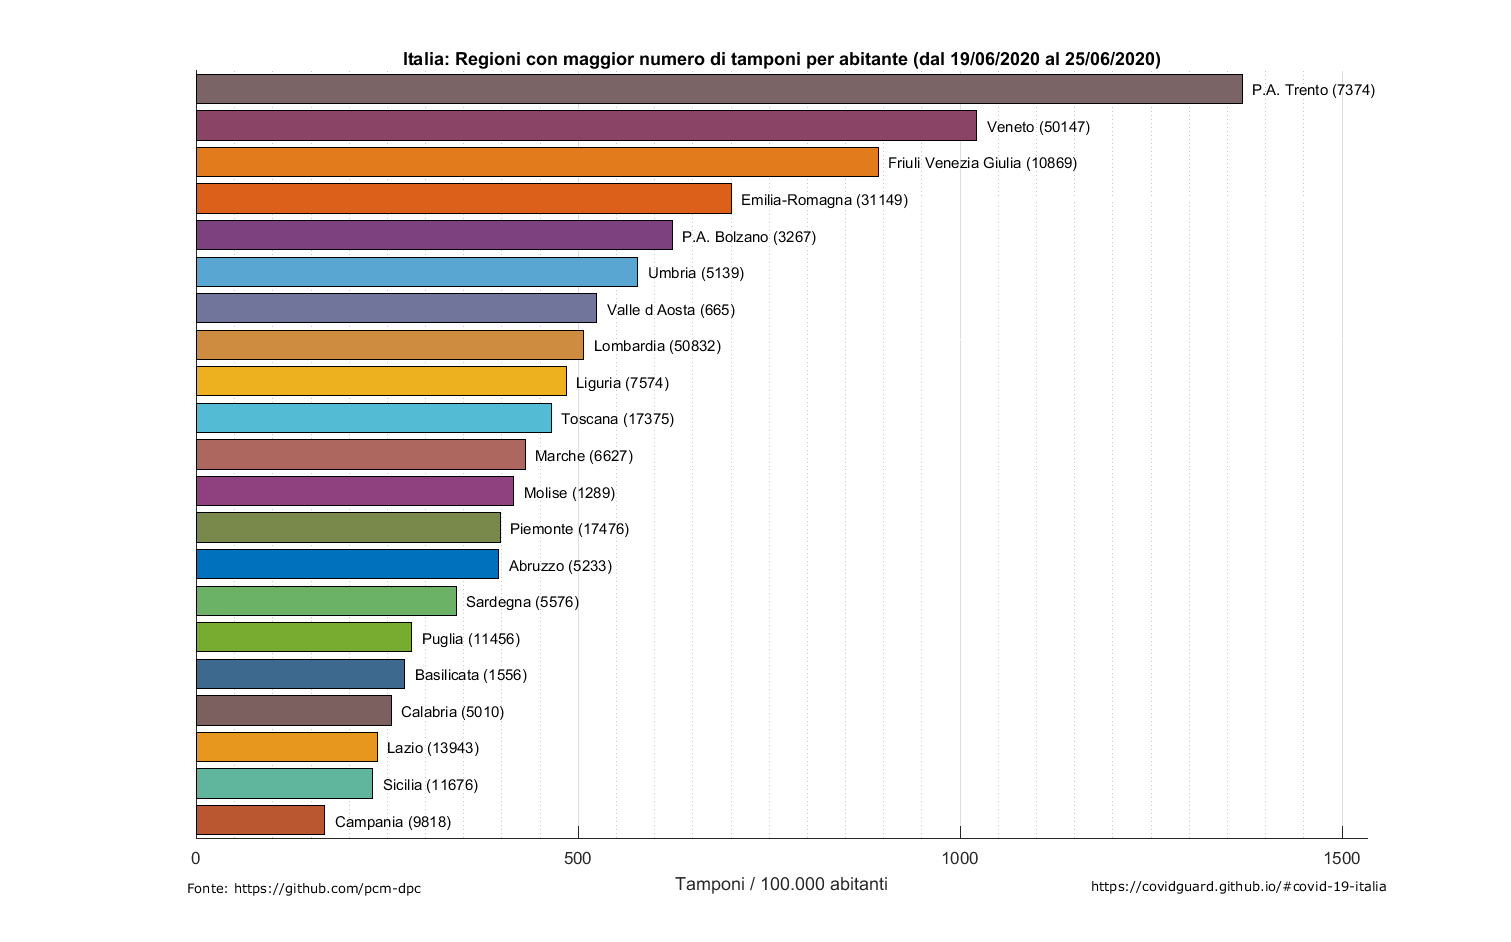 Italia: Regioni con maggior numero di tamponi per abitante (dal 19/06/2020 al 25/06/2020)
P.A. Trento (7374)
Veneto (50147)
Friuli Venezia Giulia (10869)
Emilia-Romagna (31149)
P.A. Bolzano (3267)
Umbria (5139)
Valle d Aosta (665)
Lombardia (50832)
Liguria (7574)
Toscana (17375)
Marche (6627)
Molise (1289)
Piemonte (17476)
Abruzzo (5233)
Sardegna (5576)
Puglia (11456)
Basilicata (1556)
Calabria (5010)
Lazio (13943)
Sicilia (11676)
Campania (9818)
0 500 1000 1500
Tamponi / 100.000 abitanti
Fonte: https://github.com/pcm-dpc
https://covidguard.github.io/#covid-19-italia